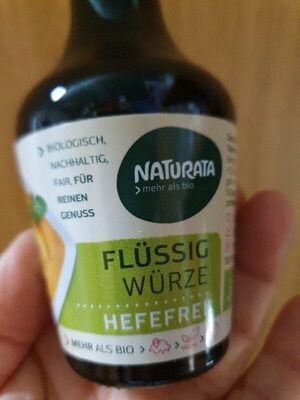 BIOLOGISCH,
NACHHALTIG,
FAIR, FÜR
REINEN
GENUSS
NATURATA
mehr als bio
FLÜSSIG
WÜRZE
HEFEFREI
MEHR ALS BIO